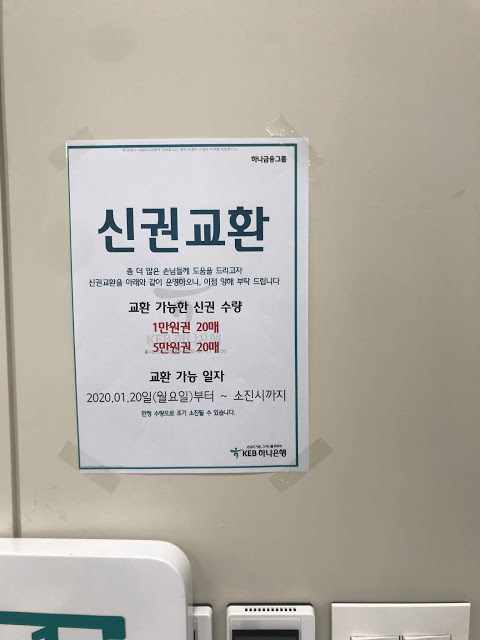 하나금융그룹
신권교환
좀 더 많은 손님들께 도움을 드리고자
신권교환을 아래와 같이 운영하오니, 이점 양해 부탁 드립니다
교환 가능한 신권 수량
1만원권 20매
5만원권 20매
교환 가능 일자
2020.01.20일(월요일)부터 ~ 소진시까지
한정 수량으로 조기 소진될 수 있습니다.
KEB 하나은행